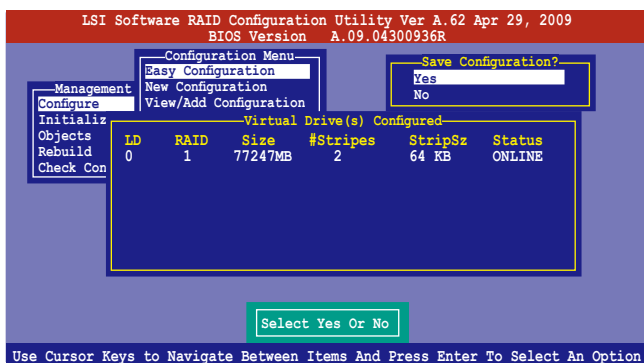 LSI Software RAID Configuration Utility Ver A.62 Apr 29, 2009
BIOS Version A.09.04300936R
Configuration Menu
Easy Configuration
New Configuration
View/Add Configuration
Save Configuration?
Yes
No
Management
Configure
Initializ
Objects
Rebuild
Check Con
Virtual Drive(s) Configured
LD RAID Size #Stripes StripSz Status
0 1 77247MB 2 64 KB ONLINE
Select Yes Or No
Use Cursor Keys to Navigate Between Items And Press Enter To Select An Option